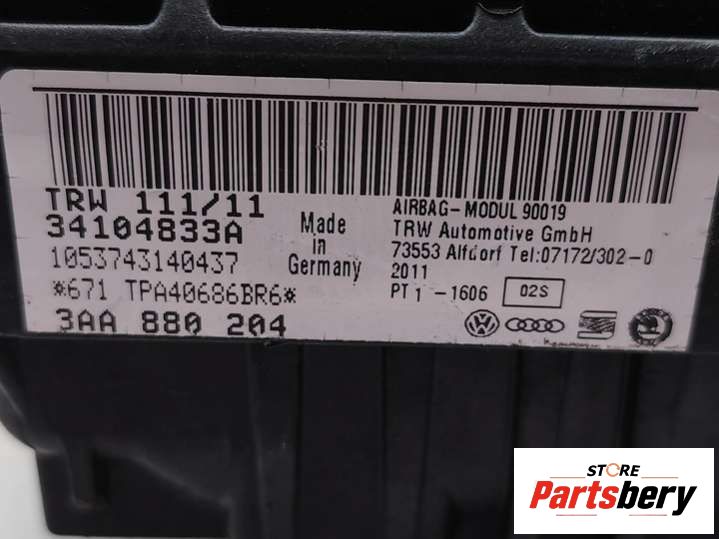 TRW 111/11
34104833A
1053743140437
*671 TPA40686BR6*
3AA 880 204
Made
in
Germany
AIRBAG-MODUL 90019
TRW Automotive GmbH
73553 Alfdorf Tel:07172/302-0
2011
PT 1 -1606 02S
STORE
Partsbery